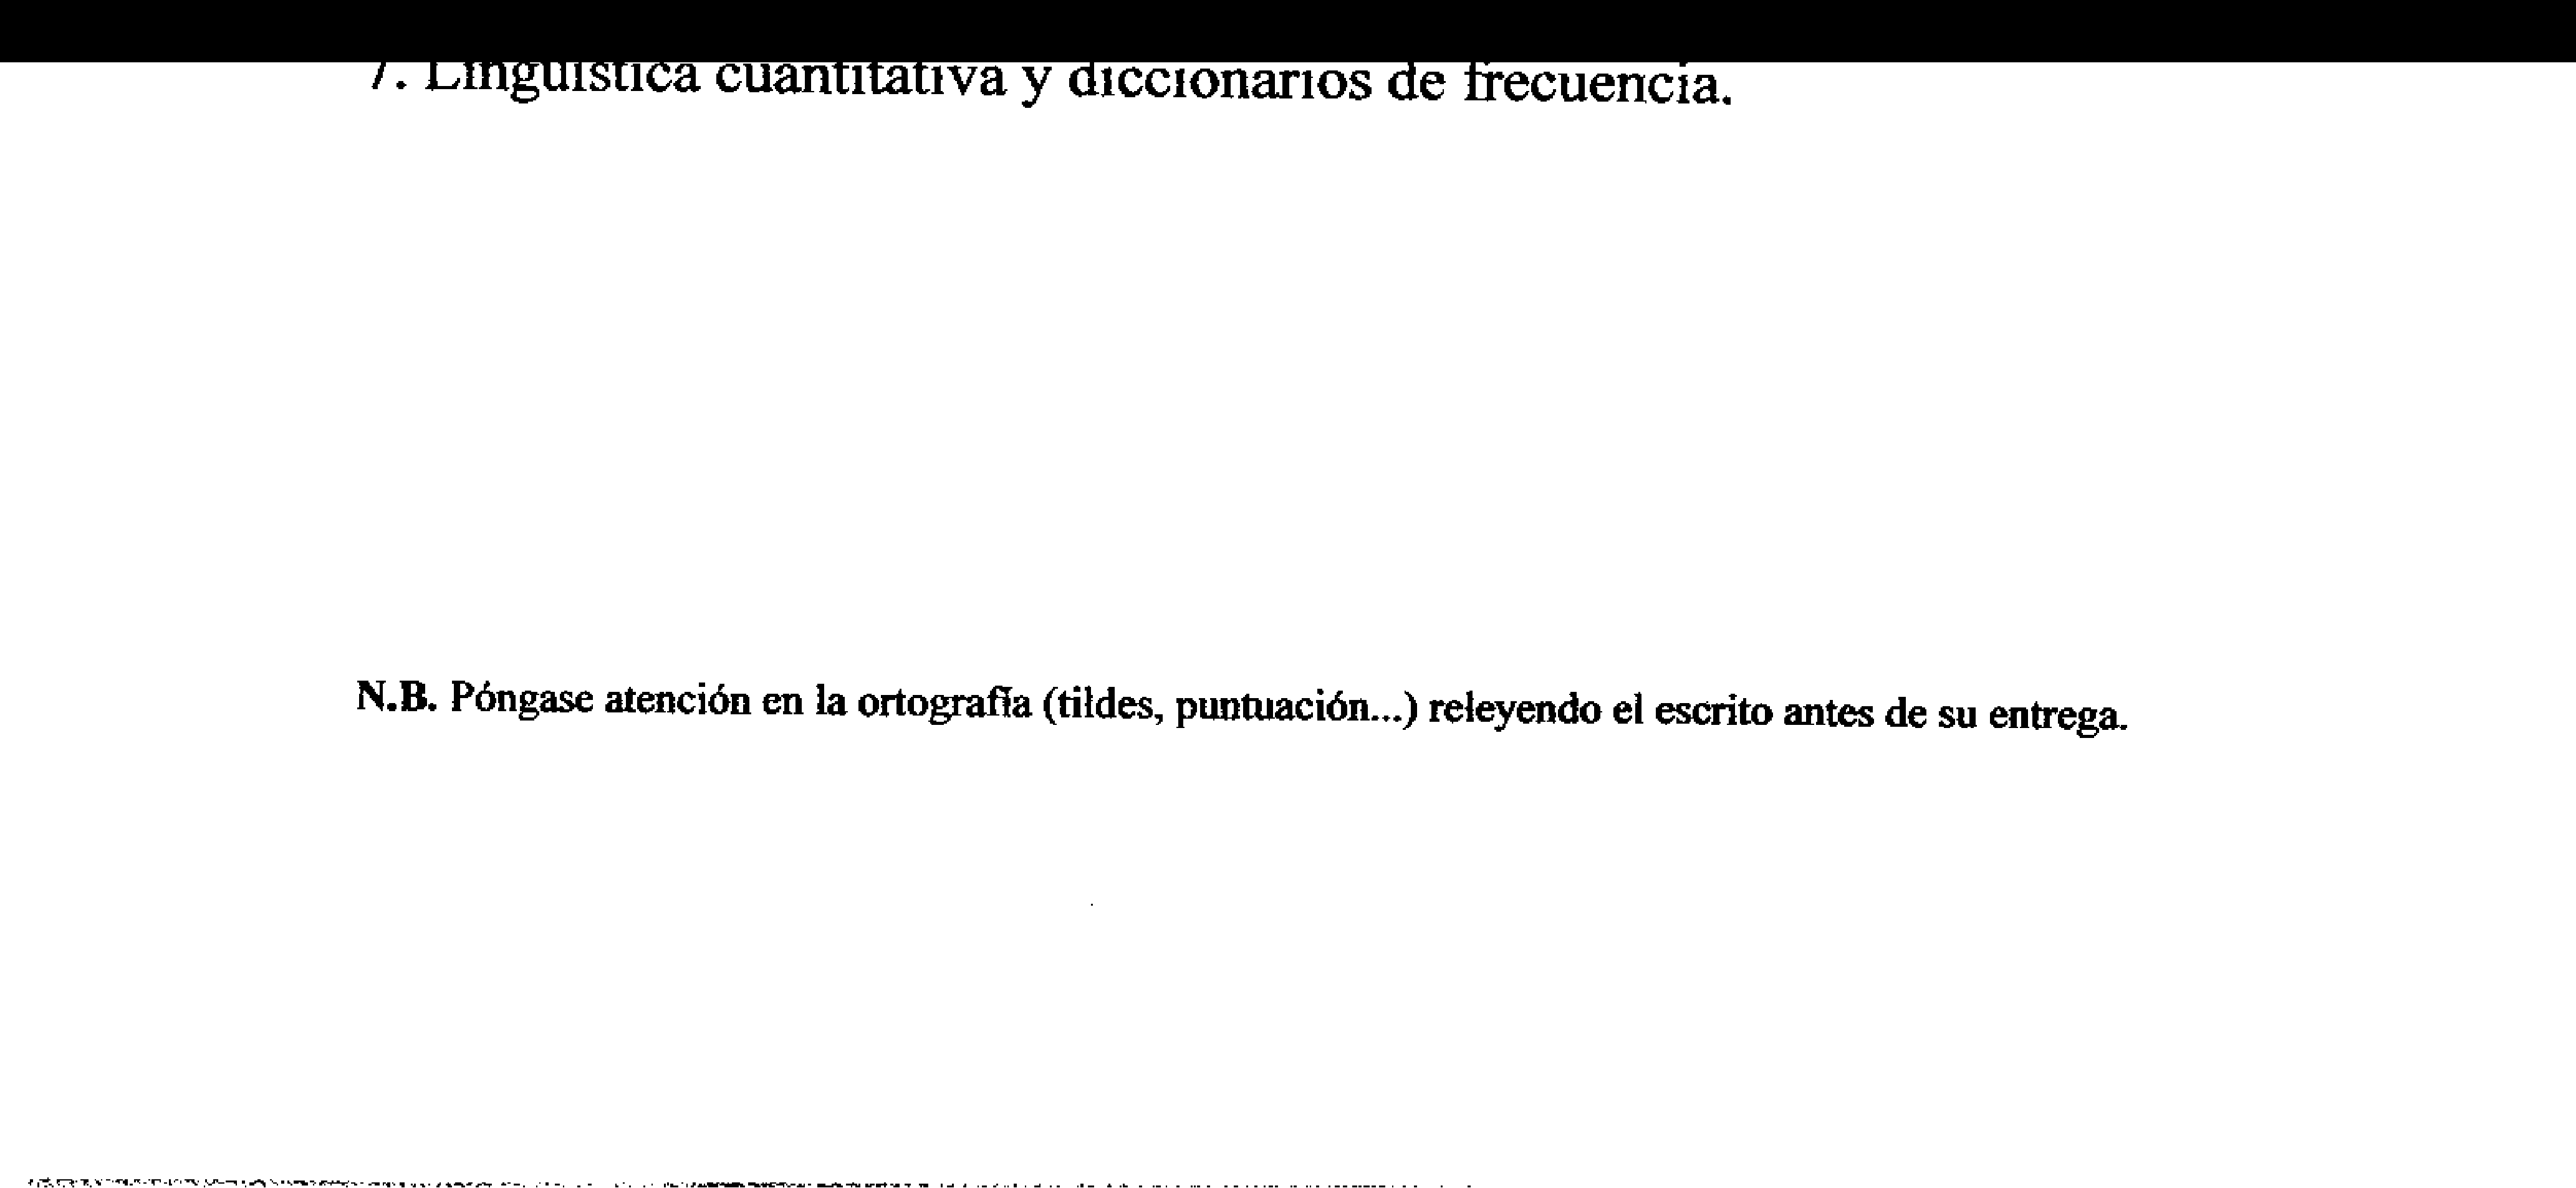 7. Lingüística cuantitativa y diccionarios de frecuencia.
N.B. Póngase atención en la ortografía (tildes, puntuación...) releyendo el escrito antes de su entrega.